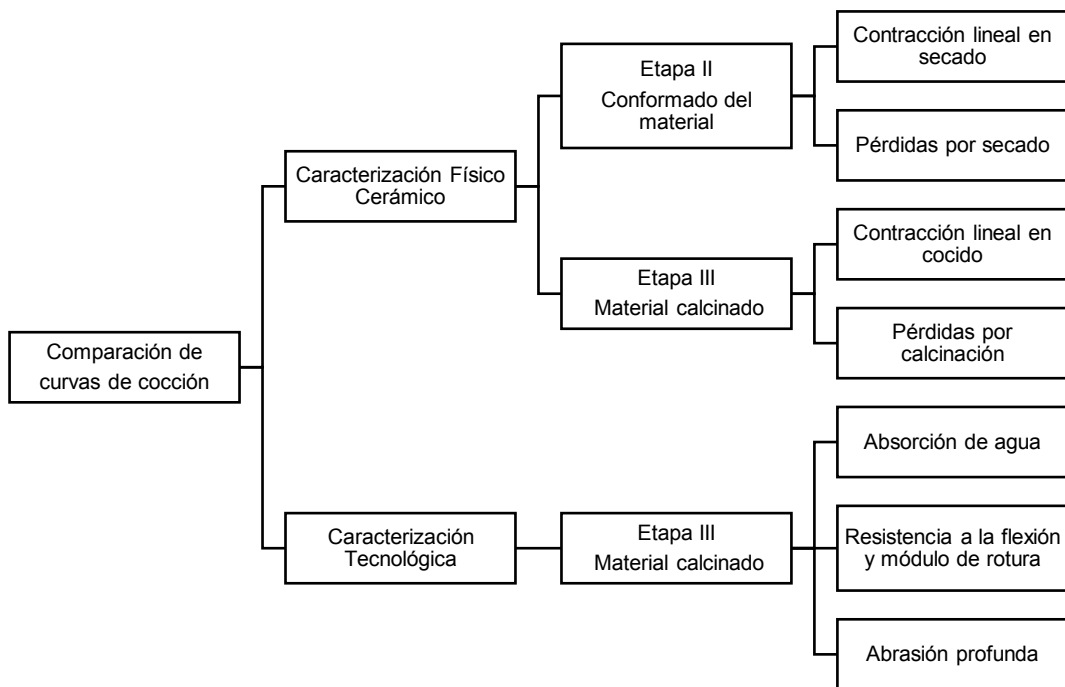 Comparación de
curvas de cocción
Caracterización Físico
Cerámico
Etapa II
Conformado del
material
Contracción lineal en
secado
Pérdidas por secado
Etapa III
Material calcinado
Contracción lineal en
cocido
Pérdidas por
calcinación
Caracterización
Tecnológica
Etapa III
Material calcinado
Absorción de agua
Resistencia a la flexión
y módulo de rotura
Abrasión profunda